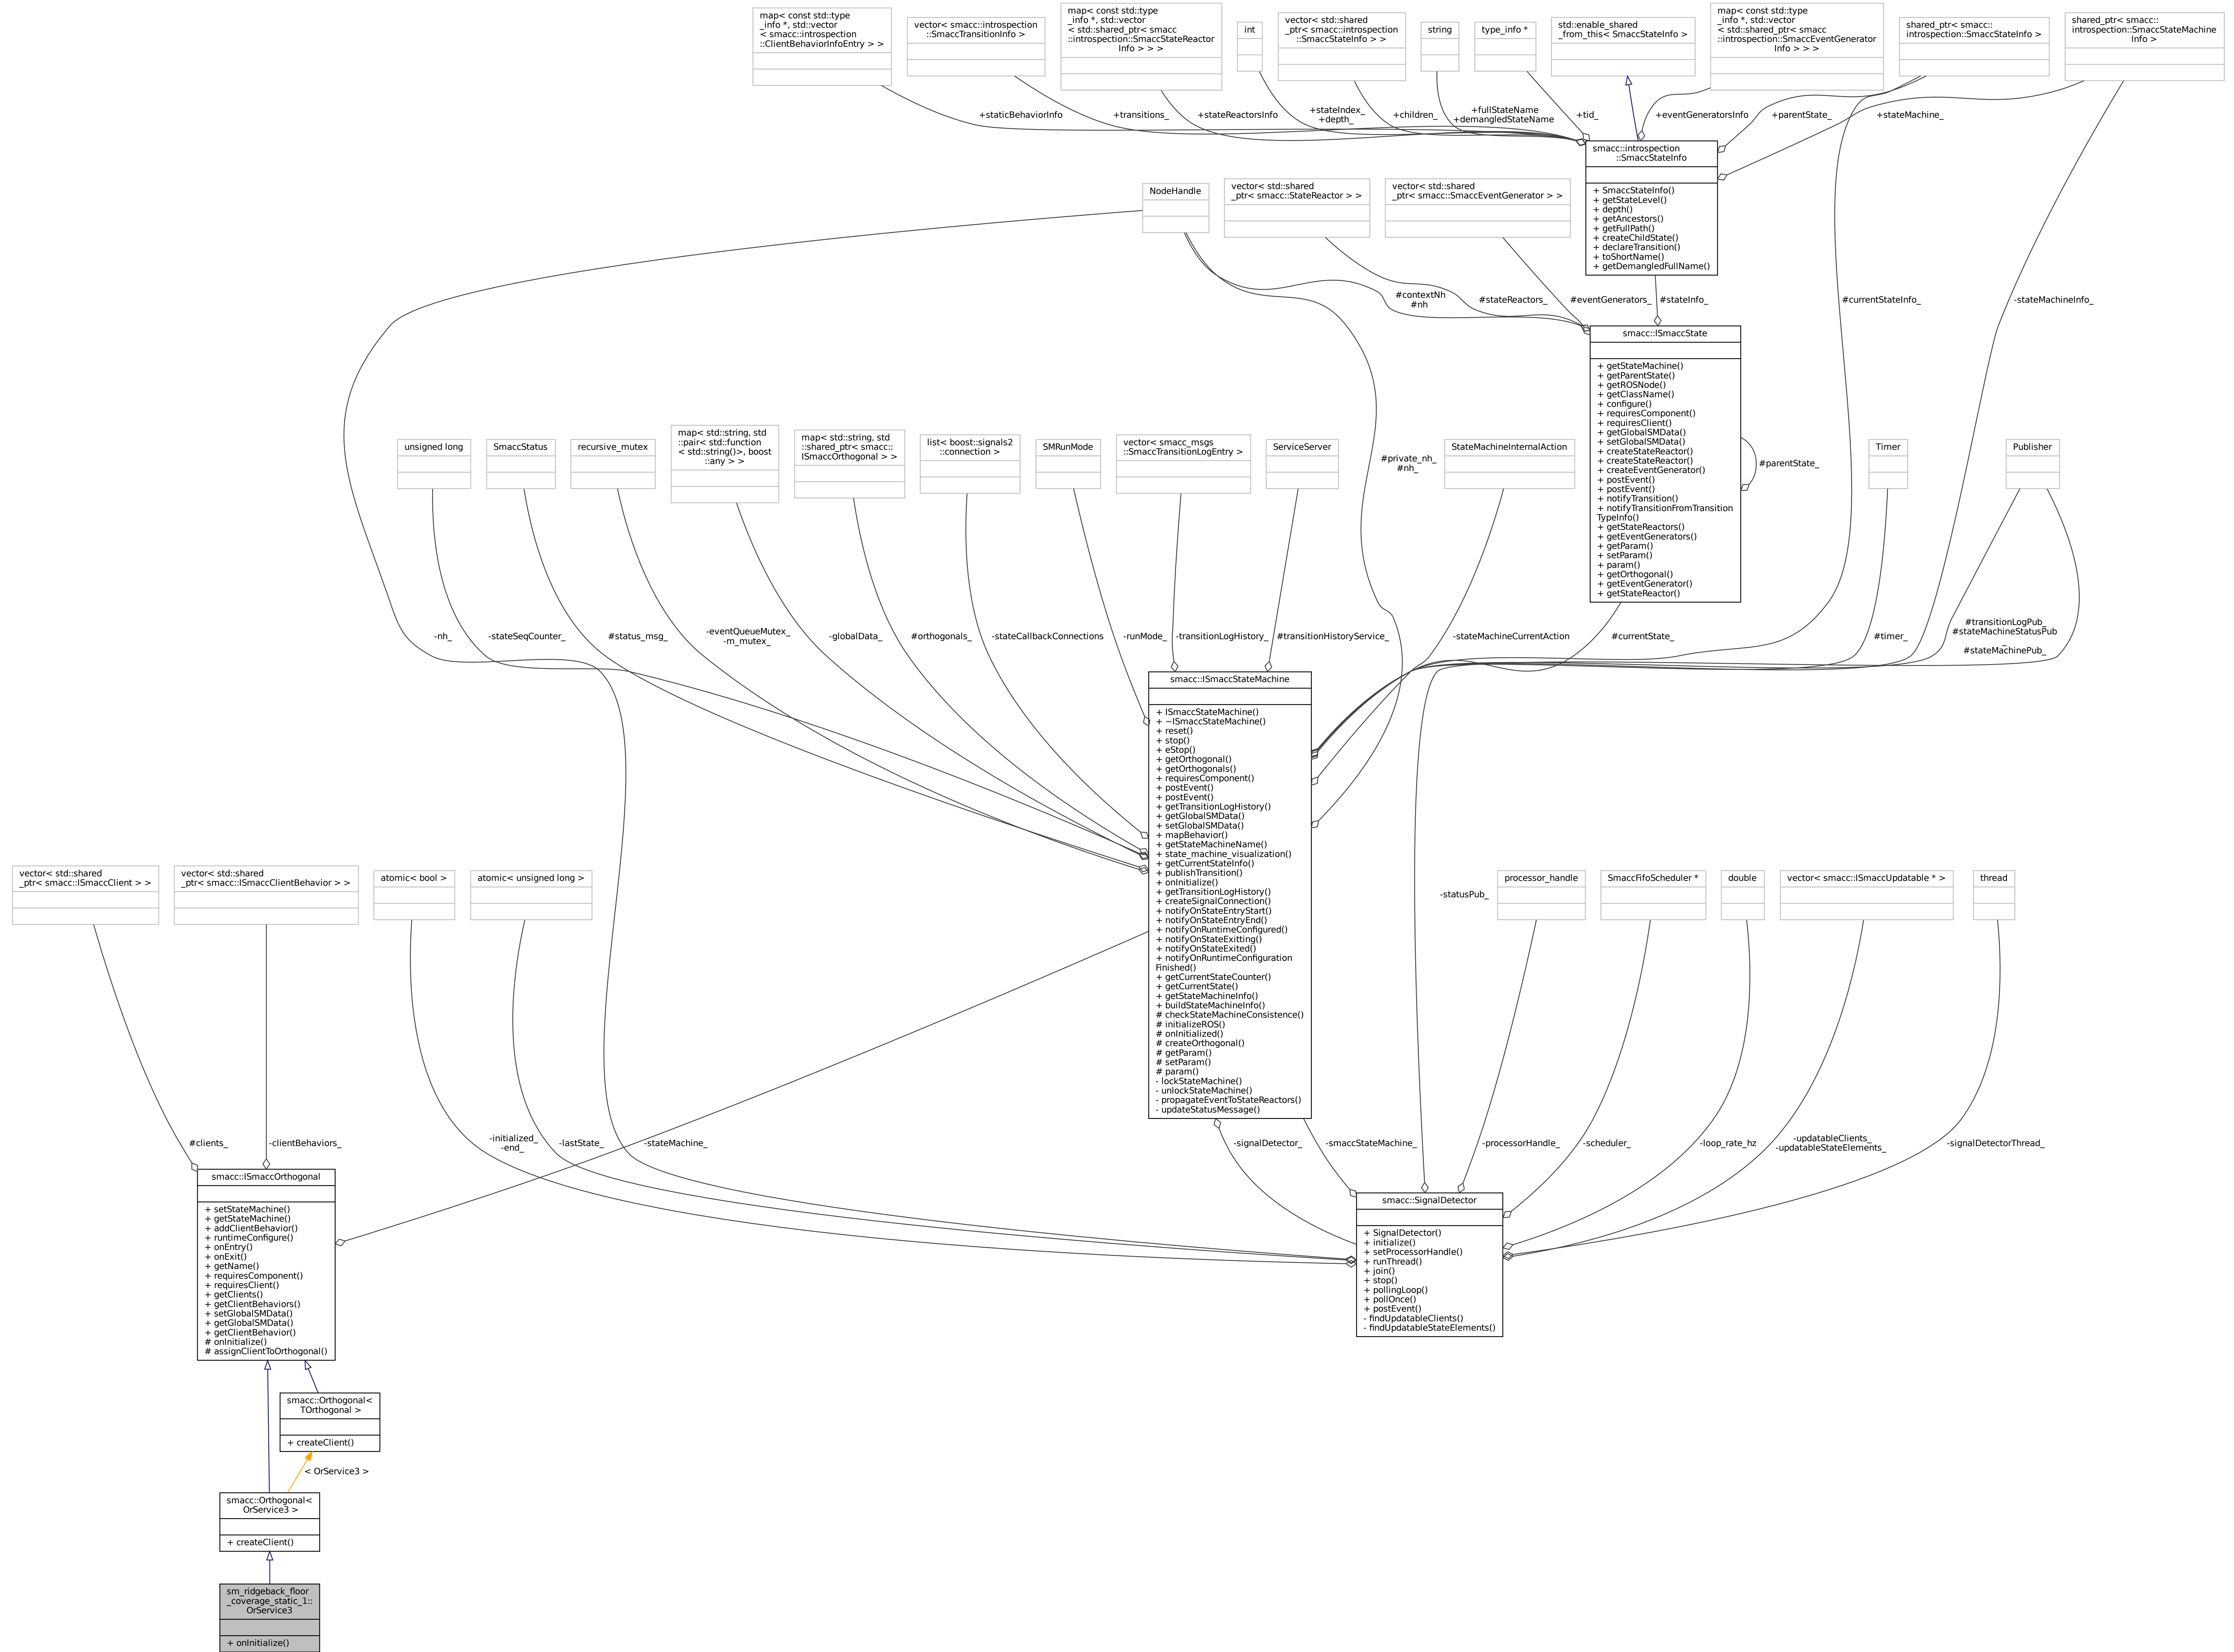 map< const std::type
_info *, std::vector
< smacc::introspection
::ClientBehaviorInfoEntry > >
vector< smacc::introspection
::SmaccTransitionInfo >
map< const std::type
_info *, std::vector
< std::shared_ptr< smacc
::introspection::SmaccStateReactor
Info > > >
int
vector< std::shared
_ptr< smacc::introspection
::SmaccStateInfo > >
string
type_info *
std::enable_shared
_from_this< SmaccStateInfo >
map< const std::type
_info *, std::vector
< std::shared_ptr< smacc
::introspection::SmaccEventGenerator
Info > > >
shared_ptr< smacc::
introspection::SmaccStateInfo >
shared_ptr< smacc::
introspection::SmaccStateMachine
Info >
+staticBehaviorInfo
+transitions_
+stateReactorsInfo
+stateIndex_
+depth_
+children_
+fullStateName
+demangledStateName
+tid_
+eventGeneratorsInfo
+parentState_
+stateMachine_
smacc::introspection
::SmaccStateInfo
+ SmaccStateInfo()
+ getStateLevel()
+ depth()
+ getAncestors()
+ getFullPath()
+ createChildState()
+ declareTransition()
+ toShortName()
+ getDemangledFullName()
NodeHandle
vector< std::shared
_ptr< smacc::StateReactor > >
vector< std::shared
_ptr< smacc::SmaccEventGenerator > >
#contextNh
#nh
#stateReactors_
#eventGenerators_
#stateInfo_
#currentStateInfo_
-stateMachineInfo_
smacc::ISmaccState
+ getStateMachine()
+ getParentState()
+ getROSNode()
+ getClassName()
+ configure()
+ requiresComponent()
+ requiresClient()
+ getGlobalSMData()
+ setGlobalSMData()
+ createStateReactor()
+ createStateReactor()
+ createEventGenerator()
+ postEvent()
+ postEvent()
+ notifyTransition()
+ notifyTransitionFromTransition
TypeInfo()
+ getStateReactors()
+ getEventGenerators()
+ getParam()
+ setParam()
+ param()
+ getOrthogonal()
+ getEventGenerator()
+ getStateReactor()
#parentState_
unsigned long
SmaccStatus
recursive_mutex
map< std::string, std
::pair< std::function
< std::string()>, boost
::any > >
map< std::string, std
::shared_ptr< smacc::
ISmaccOrthogonal > >
list< boost::signals2
::connection >
SMRunMode
vector< smacc_msgs
::SmaccTransitionLogEntry >
ServiceServer
#private_nh_
#nh_
StateMachineInternalAction
Timer
Publisher
-nh_
-stateSeqCounter_
#status_msg_
-eventQueueMutex_
-m_mutex_
-globalData_
#orthogonals_
-stateCallbackConnections
-runMode_
-transitionLogHistory_
#transitionHistoryService_
-stateMachineCurrentAction
#currentState_
#timer_
#transitionLogPub_
#stateMachineStatusPub
_
#stateMachinePub_
smacc::ISmaccStateMachine
+ ISmaccStateMachine()
+ ~ISmaccStateMachine()
+ reset()
+ stop()
+ eStop()
+ getOrthogonal()
+ getOrthogonals()
+ requiresComponent()
+ postEvent()
+ postEvent()
+ getTransitionLogHistory()
+ getGlobalSMData()
+ setGlobalSMData()
+ mapBehavior()
+ getStateMachineName()
+ state_machine_visualization()
+ getCurrentStateInfo()
+ publishTransition()
+ onInitialize()
+ getTransitionLogHistory()
+ createSignalConnection()
+ notifyOnStateEntryStart()
+ notifyOnStateEntryEnd()
+ notifyOnRuntimeConfigured()
+ notifyOnStateExitting()
+ notifyOnStateExited()
+ notifyOnRuntimeConfiguration
Finished()
+ getCurrentStateCounter()
+ getCurrentState()
+ getStateMachineInfo()
+ buildStateMachineInfo()
# checkStateMachineConsistence()
# initializeROS()
# onInitialized()
# createOrthogonal()
# getParam()
# setParam()
# param()
- lockStateMachine()
- unlockStateMachine()
- propagateEventToStateReactors()
- updateStatusMessage()
vector< std::shared
_ptr< smacc::ISmaccClient > >
vector< std::shared
_ptr< smacc::ISmaccClientBehavior > >
atomic< bool >
atomic< unsigned long >
-statusPub_
processor_handle
SmaccFifoScheduler *
double
vector< smacc::ISmaccUpdatable * >
thread
#clients_
-clientBehaviors_
-initialized_
-end_
-lastState_
-stateMachine_
-signalDetector_
-smaccStateMachine_
-processorHandle_
-scheduler_
-loop_rate_hz
-updatableClients_
-updatableStateElements_
-signalDetectorThread_
smacc::ISmaccOrthogonal
+ setStateMachine()
+ getStateMachine()
+ addClientBehavior()
+ runtimeConfigure()
+ onEntry()
+ onExit()
+ getName()
+ requiresComponent()
+ requiresClient()
+ getClients()
+ getClientBehaviors()
+ setGlobalSMData()
+ getGlobalSMData()
+ getClientBehavior()
# onInitialize()
# assignClientToOrthogonal()
smacc::SignalDetector
+ SignalDetector()
+ initialize()
+ setProcessorHandle()
+ runThread()
+ join()
+ stop()
+ pollingLoop()
+ pollOnce()
+ postEvent()
- findUpdatableClients()
- findUpdatableStateElements()
smacc::Orthogonal<
TOrthogonal >
+ createClient()
< OrService3 >
smacc::Orthogonal<
OrService3 >
+ createClient()
sm_ridgeback_floor
_coverage_static_1::
OrService3
+ onInitialize()